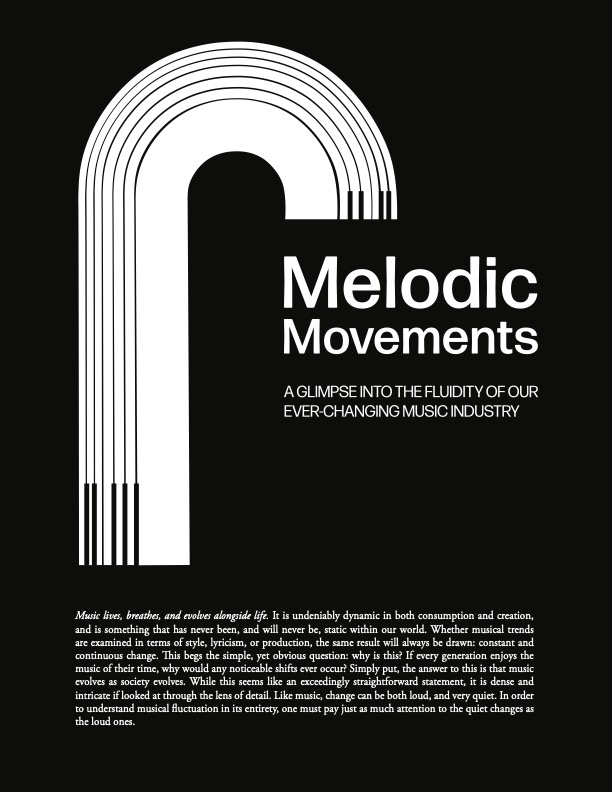 Melodic
Movements
A GLIMPSE INTO THE FLUIDITY OF OUR
EVER-CHANGING MUSIC INDUSTRY
Music lives, breathes, and evolves alongside life. It is undeniably dynamic in both consumption and creation,
and is something that has never been, and will never be, static within our world. Whether musical trends
are examined in terms of style, lyricism, or production, the same result will always be drawn: constant and
continuous change. This begs the simple, yet obvious question: why is this? If every generation enjoys the
music of their time, why would any noticeable shifts ever occur? Simply put, the answer to this is that music
evolves as society evolves. While this seems like an exceedingly straightforward statement, it is dense and
intricate if looked at through the lens of detail. Like music, change can be both loud, and very quiet. In order
to understand musical fluctuation in its entirety, one must pay just as much attention to the quiet changes as
the loud ones.